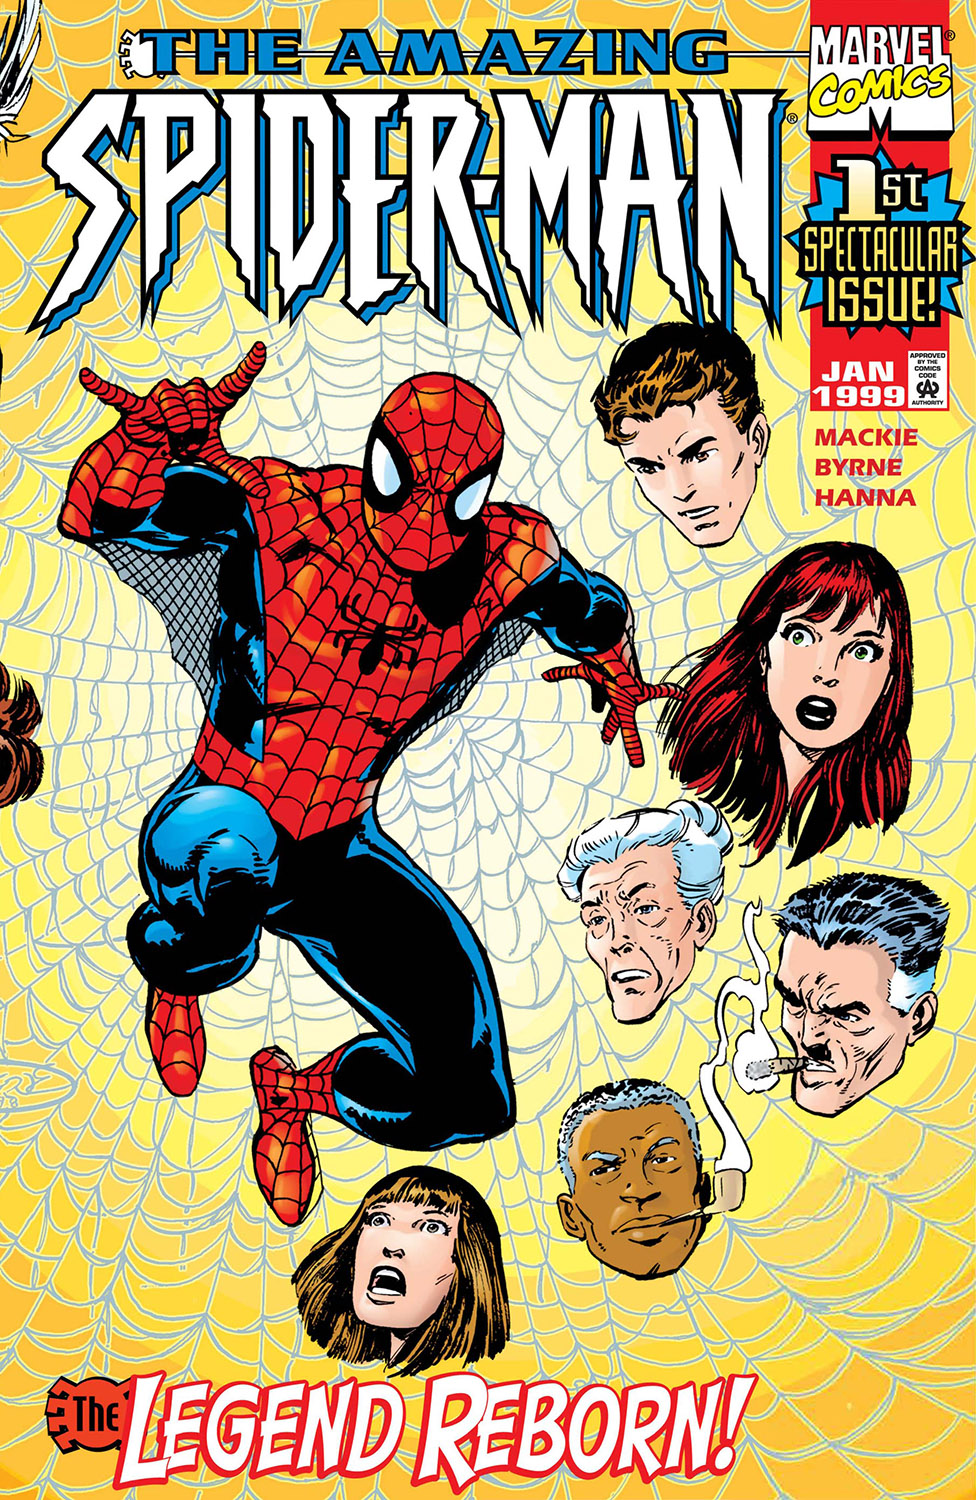 THE AMAZING
SPIDER-MAN®
MARVEL®
COMICS
M
1ST
SPECTACULAR
ISSUE!
JAN
1999
APPROVED
BY THE
COMICS
CODE
CA
AUTHORITY
MACKIE
BYRNE
HANNA
The LEGEND REBORN!